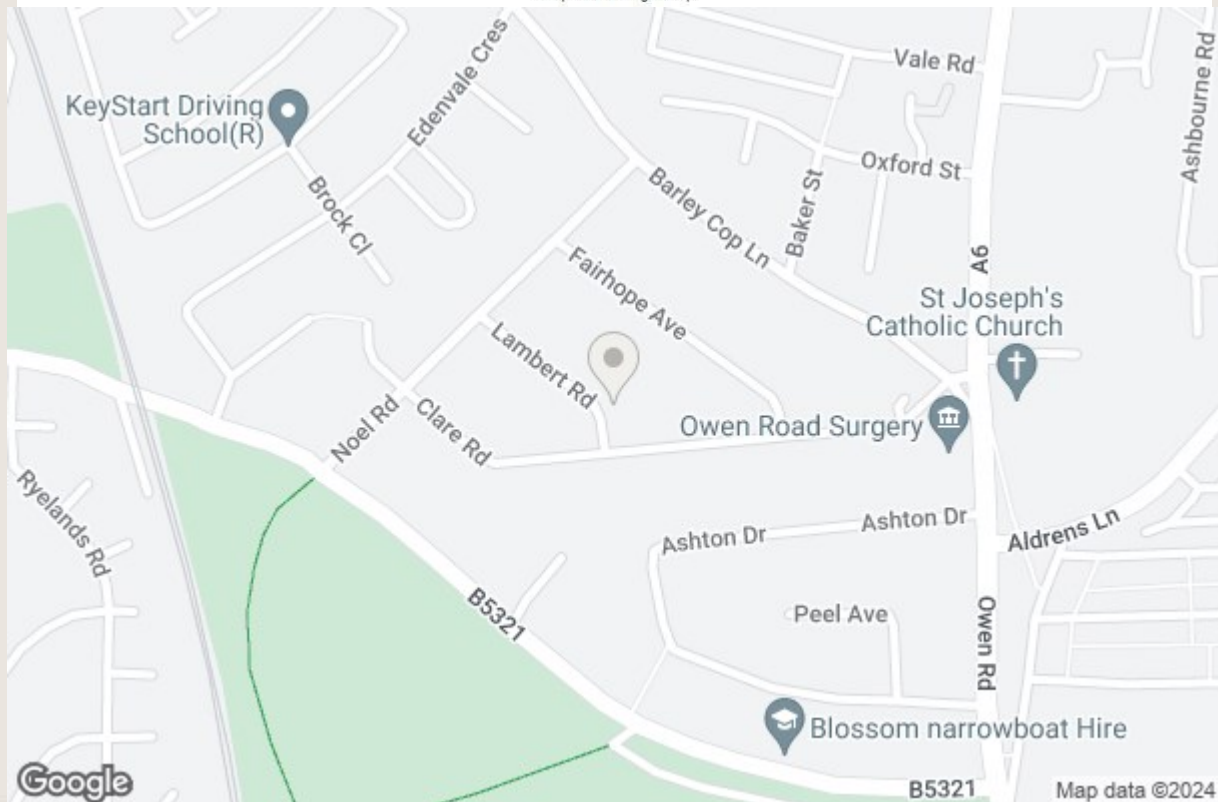 Vale Rd
Edenvale Cres
Ashbourne Rd
KeyStart Driving
School(R)
Oxford St
Barley Cop Ln
Baker St
Brock Cl
A6
Fairhope Ave
St Joseph's
Catholic Church
Lambert Rd
Noel Rd
Clare Rd
Owen Road Surgery
Ryelands Rd
Ashton Dr
Ashton Dr
Aldrens Ln
B5321
Peel Ave
Owen Rd
Blossom narrowboat Hire
Google
B5321
Map data ©2024